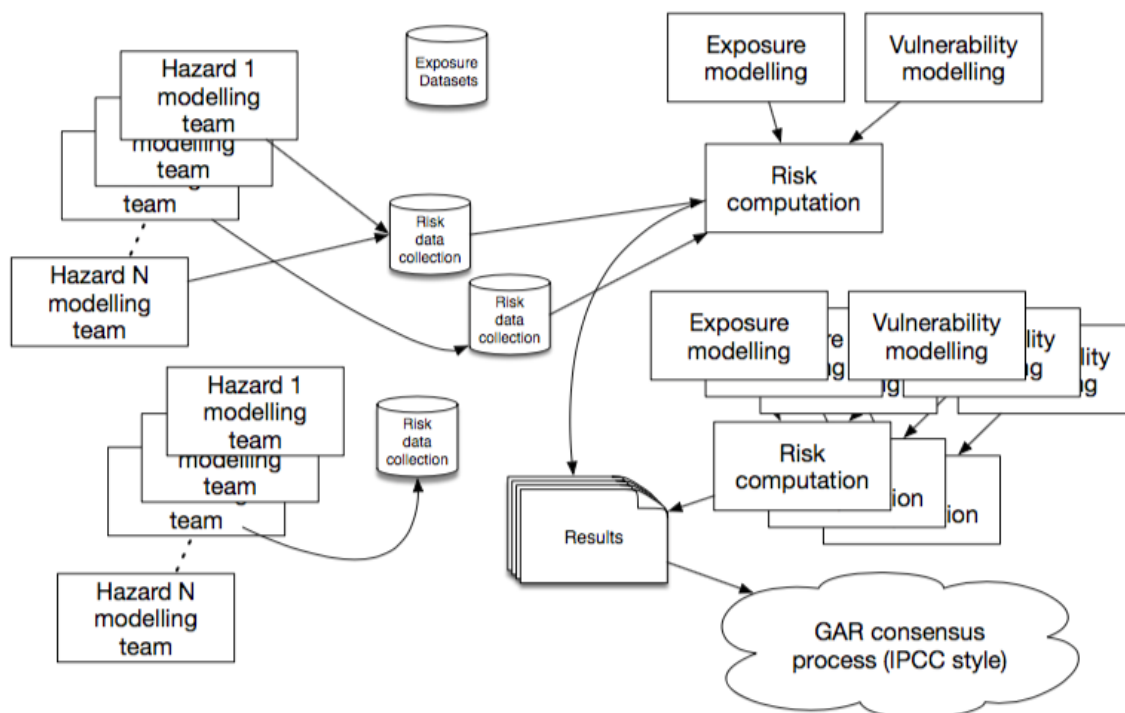 Exposure
Datasets
Exposure
modelling
Vulnerability
modelling
Hazard 1
modelling
team
modelling
team
team
Hazard N
modelling
team
Risk
data
collection
Risk
data
collection
Risk
computation
Exposure
modelling
Vulnerability
modelling
Hazard 1
modelling
team
modelling
team
team
Hazard N
modelling
team
Risk
data
collection
Risk
computation
Results
GAR consensus
process (IPCC style)